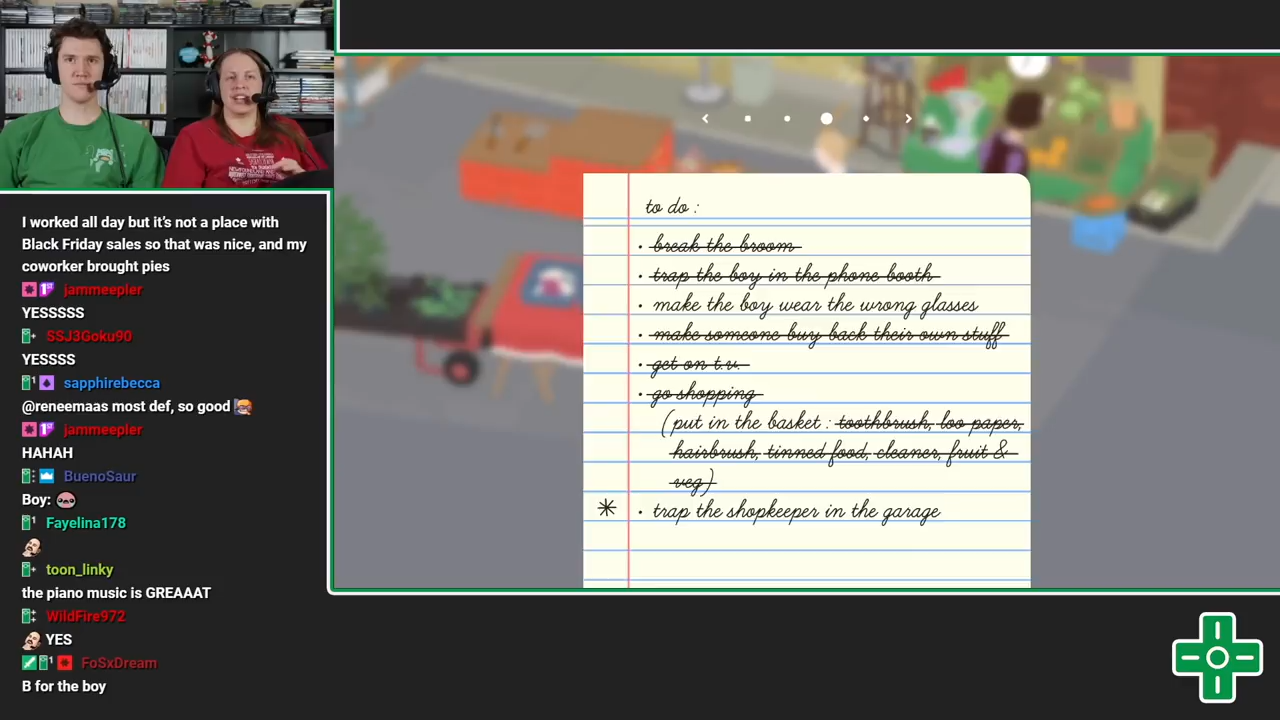 I worked all day but it's not a place with
Black Friday sales so that was nice, and my
coworker brought pies
jammeepler
YESSSSS
SSJ3Goku90
YESSSS
sapphirebecca
@reneemaas most def, so good
jammeepler
HAHAH
BuenoSaur
Boy:
Fayelina178
toon_linky
the piano music is GREAAAT
WildFire972
YES
FoSxDream
B for the boy
to do :
• break the broom
• trap the boy in the phone booth
• make the boy wear the wrong glasses
• make someone buy back their own stuff
• get on t.v.
• go shopping
(put in the basket : toothbrush, loo paper,
hairbrush, tinned food, cleaner, fruit &
veg)
• trap the shopkeeper in the garage